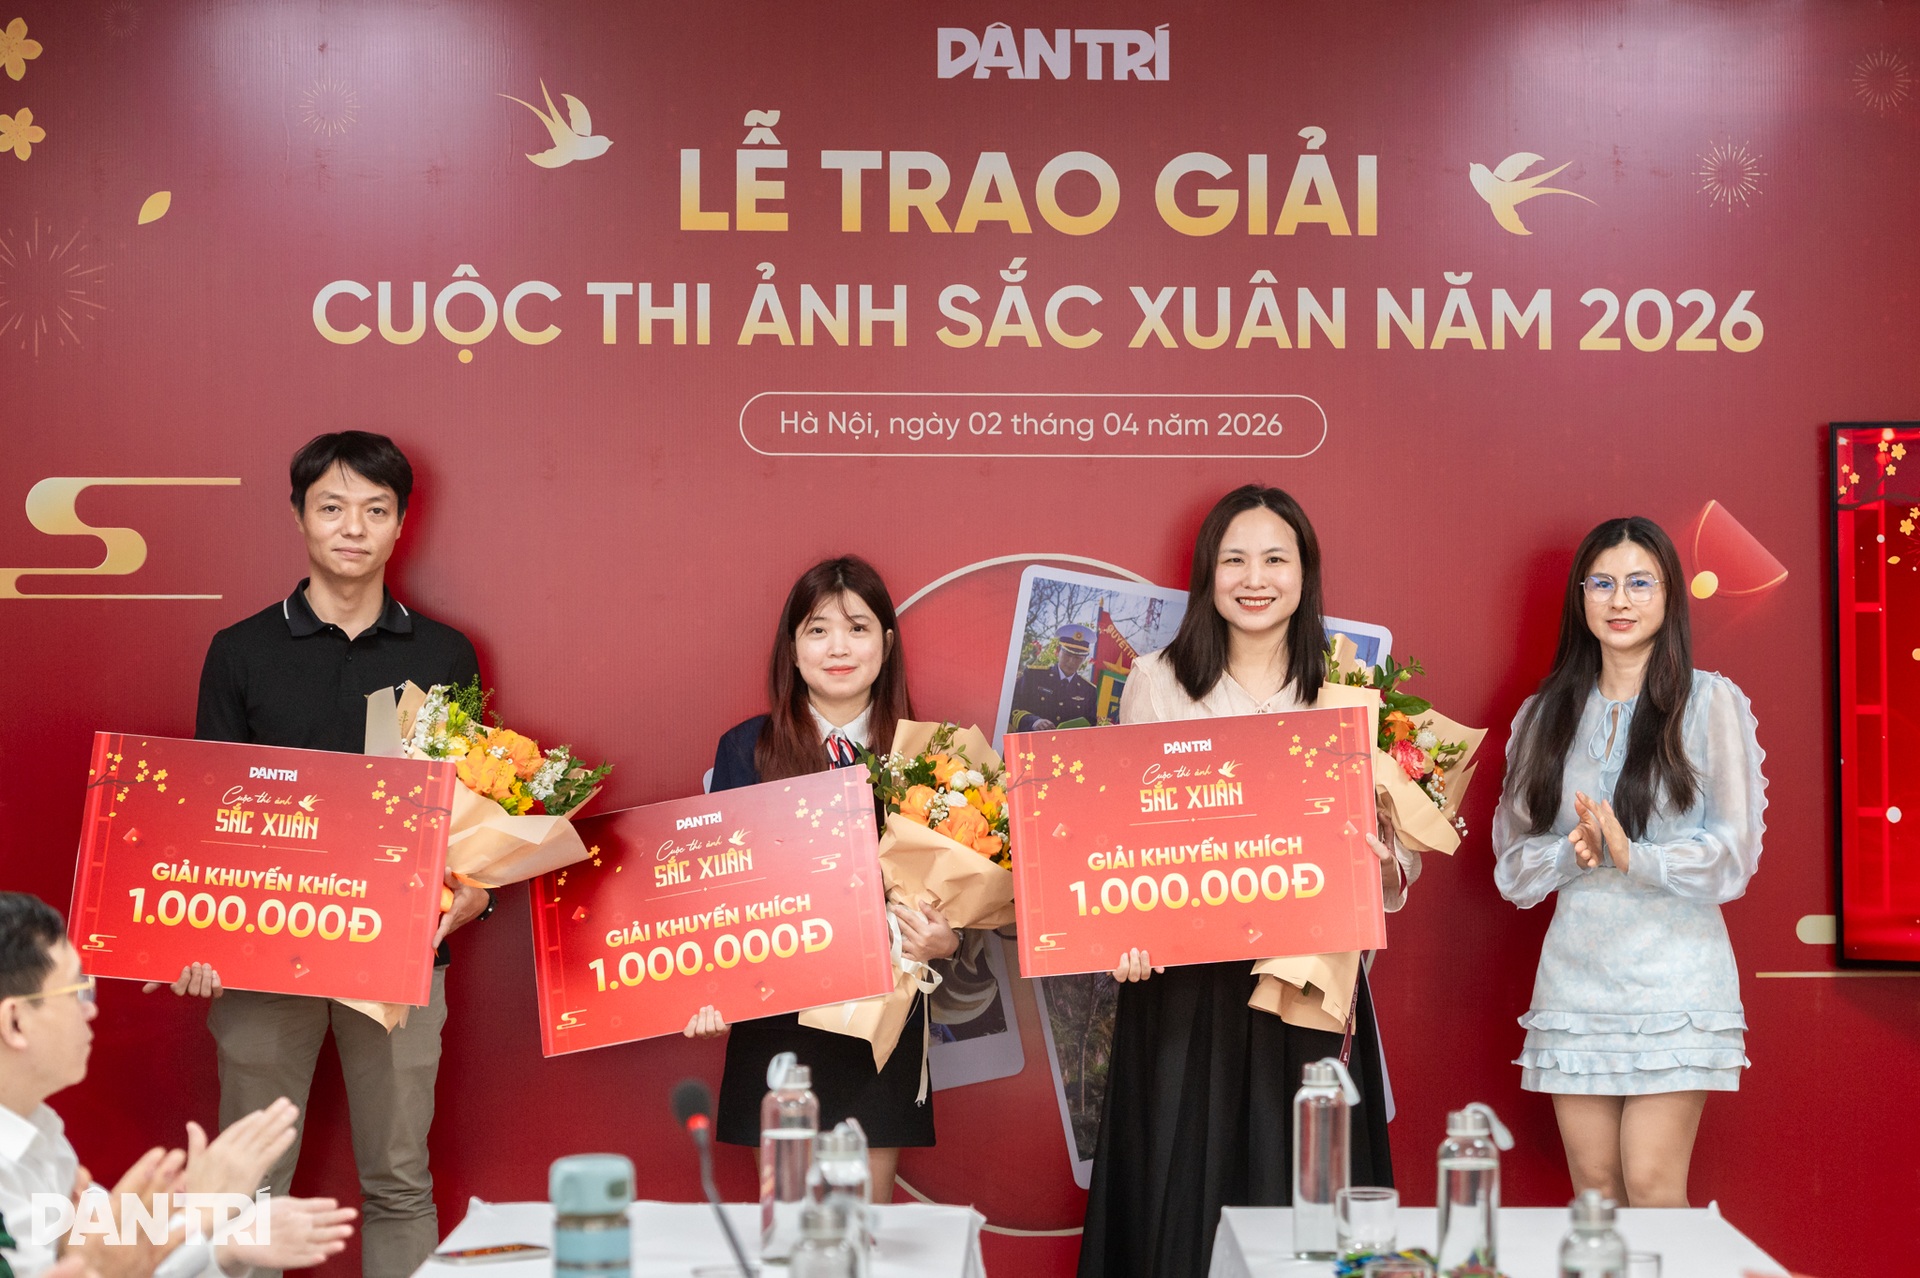 DÂN TRÍ
LỄ TRAO GIẢI
CUỘC THI ẢNH SẮC XUÂN NĂM 2026
Hà Nội, ngày 02 tháng 04 năm 2026
DÂN TRÍ
Cuộc thi ảnh
SẮC XUÂN
GIẢI KHUYẾN KHÍCH
1.000.000Đ
DÂN TRÍ
Cuộc thi ảnh
SẮC XUÂN
GIẢI KHUYẾN KHÍCH
1.000.000Đ
DÂN TRÍ
Cuộc thi ảnh
SẮC XUÂN
GIẢI KHUYẾN KHÍCH
1.000.000Đ
DÂN TRÍ